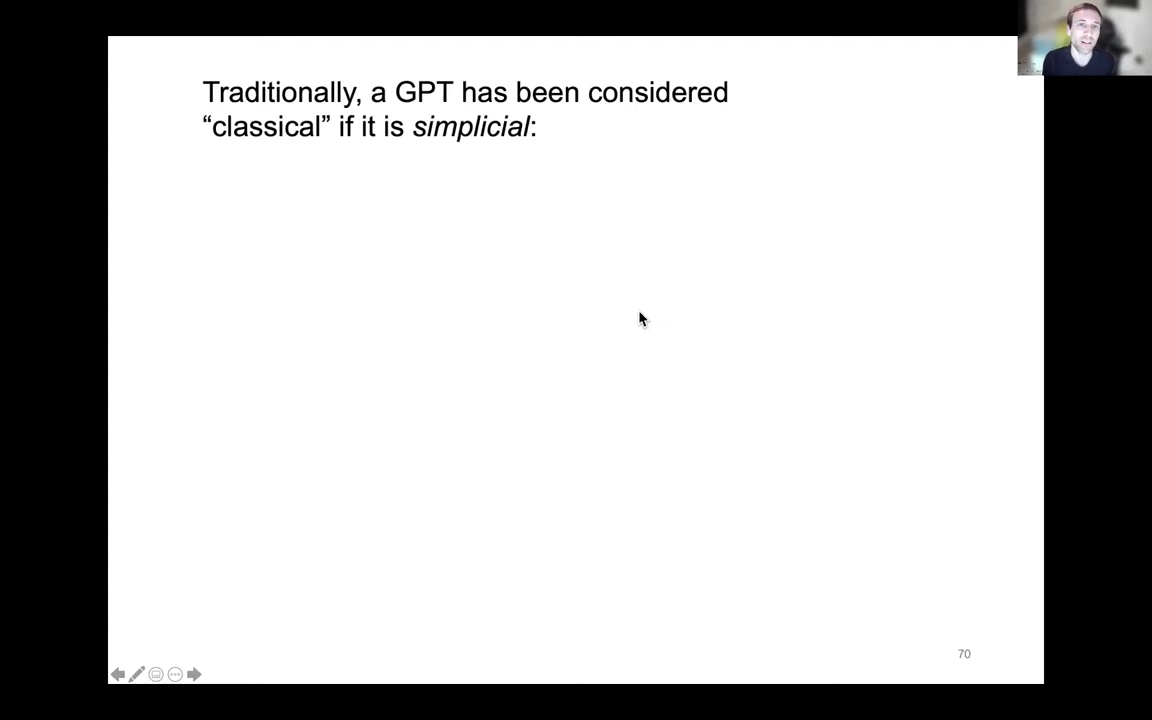 Traditionally, a GPT has been considered
“classical” if it is simplicial:
70